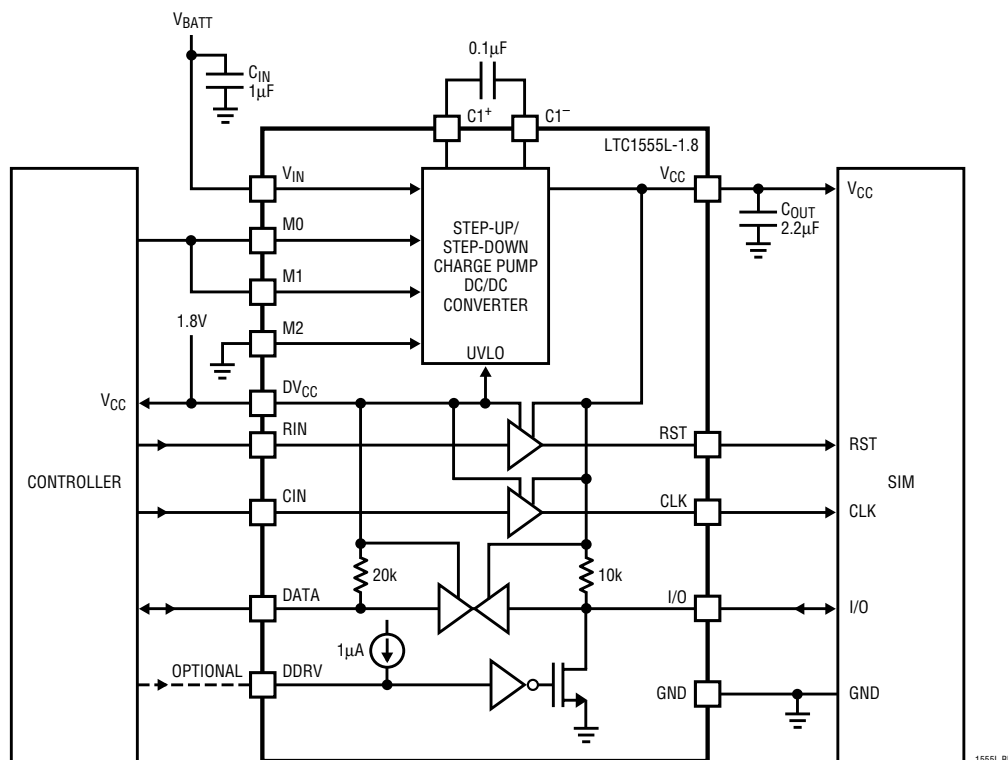 VBATT
CIN
1µF
0.1µF
C1+
C1–
LTC1555L-1.8
VIN
VCC
VCC
COUT
2.2µF
STEP-UP/
STEP-DOWN
CHARGE PUMP
DC/DC
CONVERTER
UVLO
M0
M1
1.8V
M2
VCC
DVCC
RIN
RST
RST
CONTROLLER
SIM
CIN
CLK
CLK
20k
10k
DATA
I/O
I/O
1µA
OPTIONAL
DDRV
GND
GND